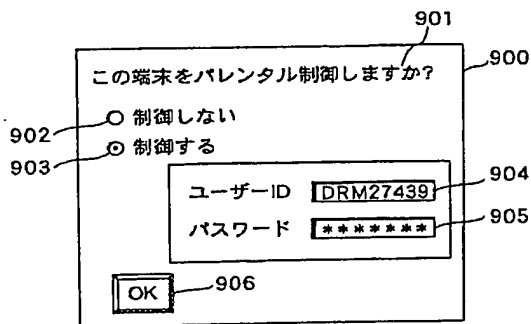 901
この端末をパレンタル制御しますか?
900
902
○ 制御しない
903
⊙ 制御する
ユーザーID DRM27439
904
パスワード *******
905
OK
906